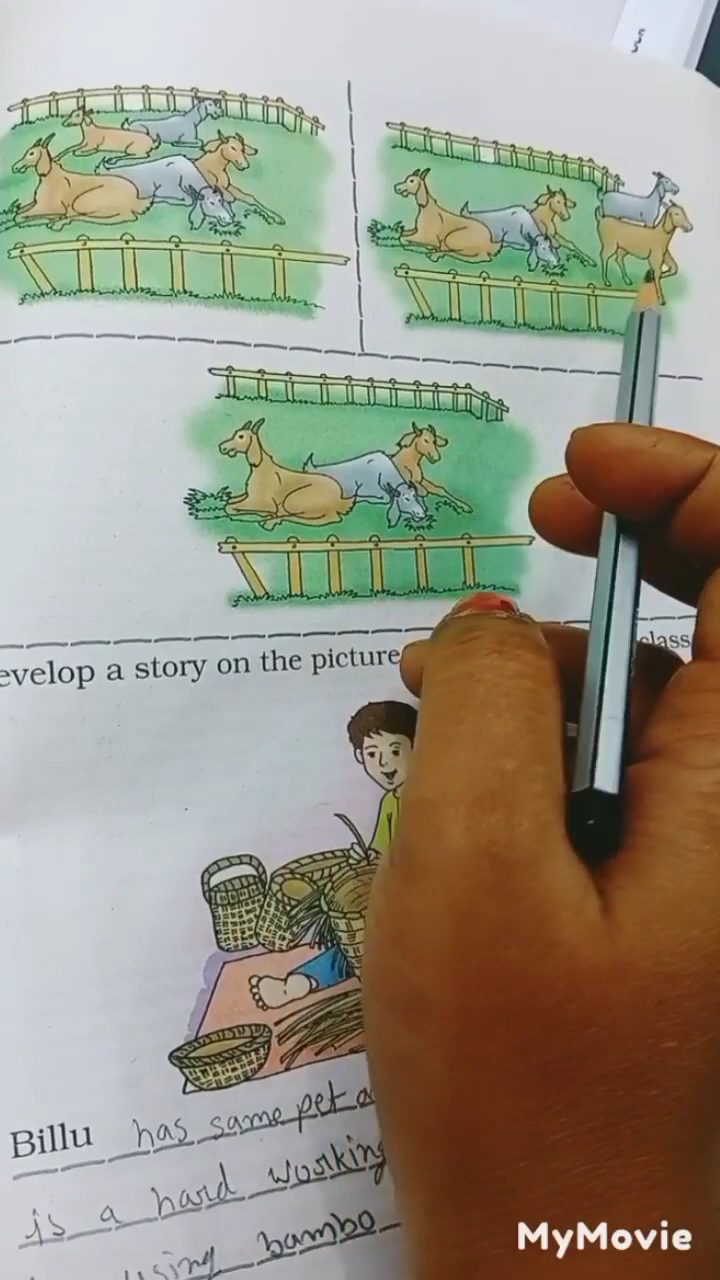 evelop a story on the picture class
Billu has same pet a
is a hard working
using bambo
MyMovie